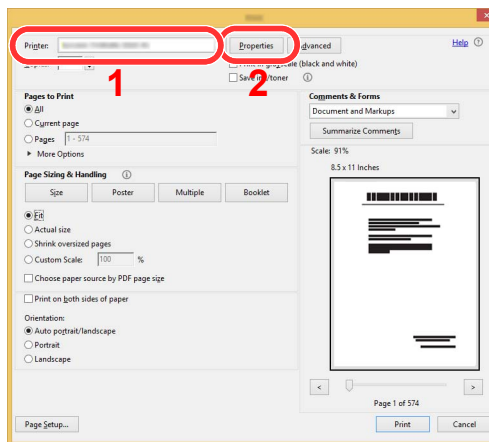 Printer:
Properties
Advanced
Help
Print in grayscale (black and white)
Save ink/toner
1
2
Pages to Print
All
Current page
Pages 1 - 574
More Options
Page Sizing & Handling
Size Poster Multiple Booklet
Fit
Actual size
Shrink oversized pages
Custom Scale: 100 %
Choose paper source by PDF page size
Print on both sides of paper
Orientation:
Auto portrait/landscape
Portrait
Landscape
Comments & Forms
Document and Markups
Summarize Comments
Scale: 91%
8.5 x 11 Inches
< >
Page 1 of 574
Page Setup...
Print
Cancel